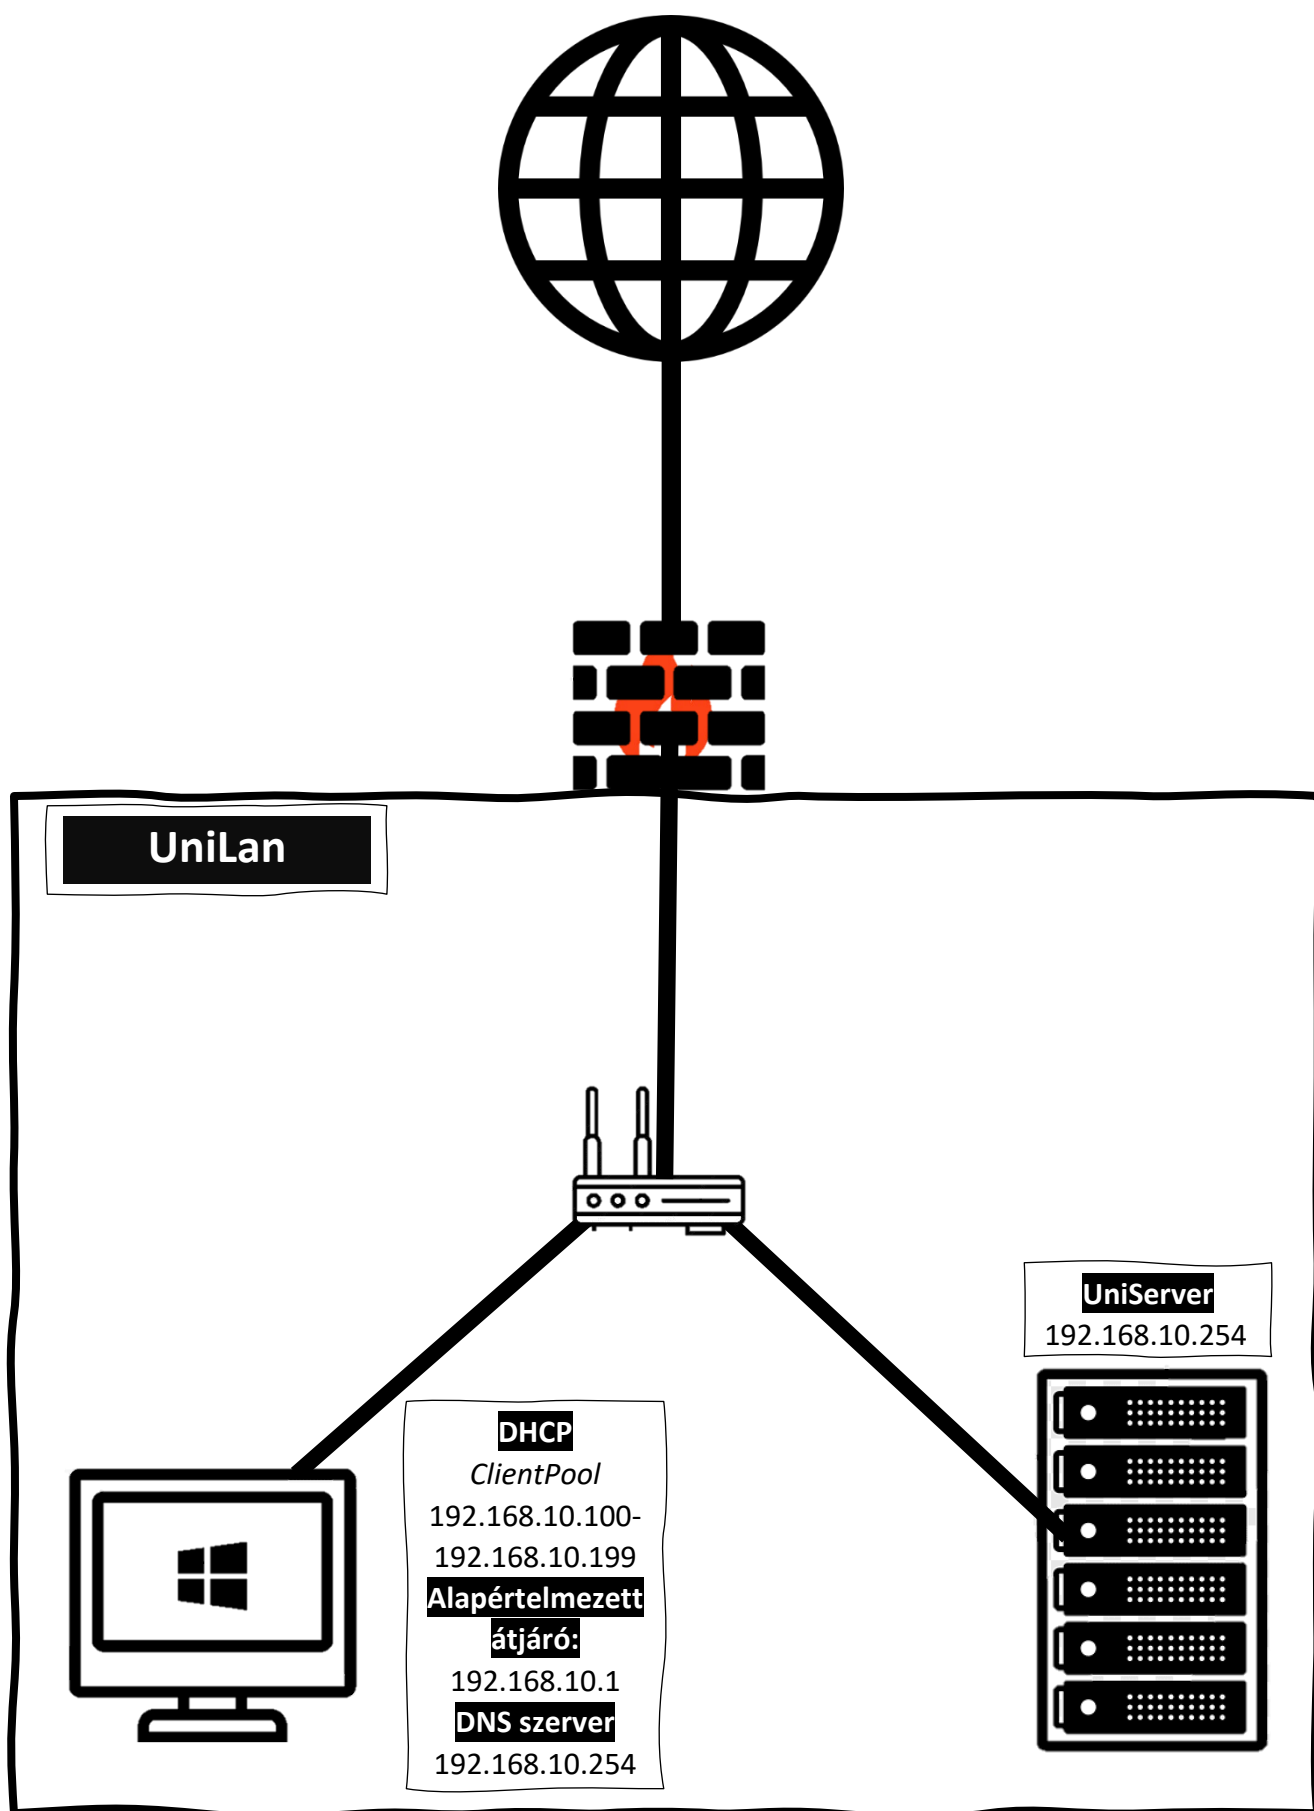 UniLan
UniServer
192.168.10.254
DHCP
ClientPool
192.168.10.100-
192.168.10.199
Alapértelmezett
átjáró:
192.168.10.1
DNS szerver
192.168.10.254